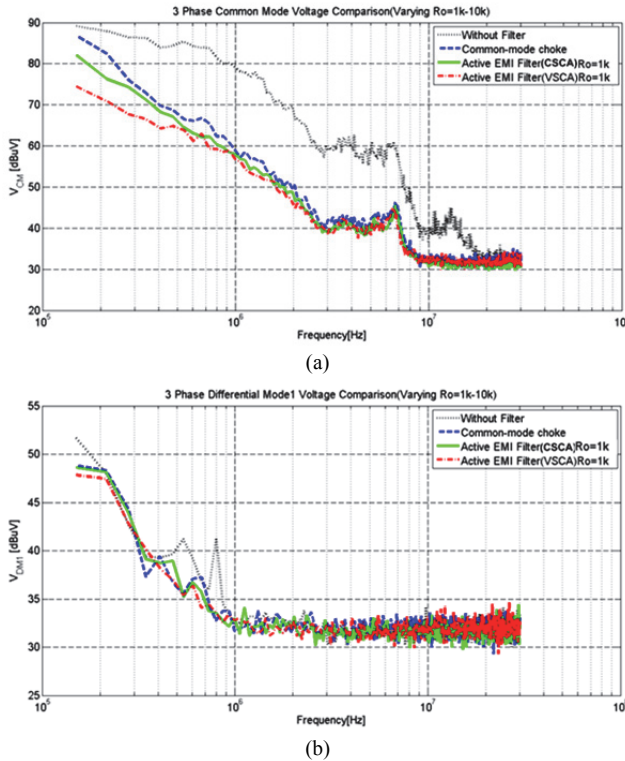 3 Phase Common Mode Voltage Comparison(Varying Ro=1k-10k)
90
80
70
60
50
40
30
20
V_CM [dBuV]
Without Filter
Common-mode choke
Active EMI Filter(CSCA)Ro=1k
Active EMI Filter(VSCA)Ro=1k
10^5 10^6 10^7 10
Frequency[Hz]
(a)
3 Phase Differential Mode1 Voltage Comparison(Varying Ro=1k-10k)
55
50
45
40
35
30
25
V_DM1 [dBuV]
Without Filter
Common-mode choke
Active EMI Filter(CSCA)Ro=1k
Active EMI Filter(VSCA)Ro=1k
10^5 10^6 10^7 10
Frequency[Hz]
(b)